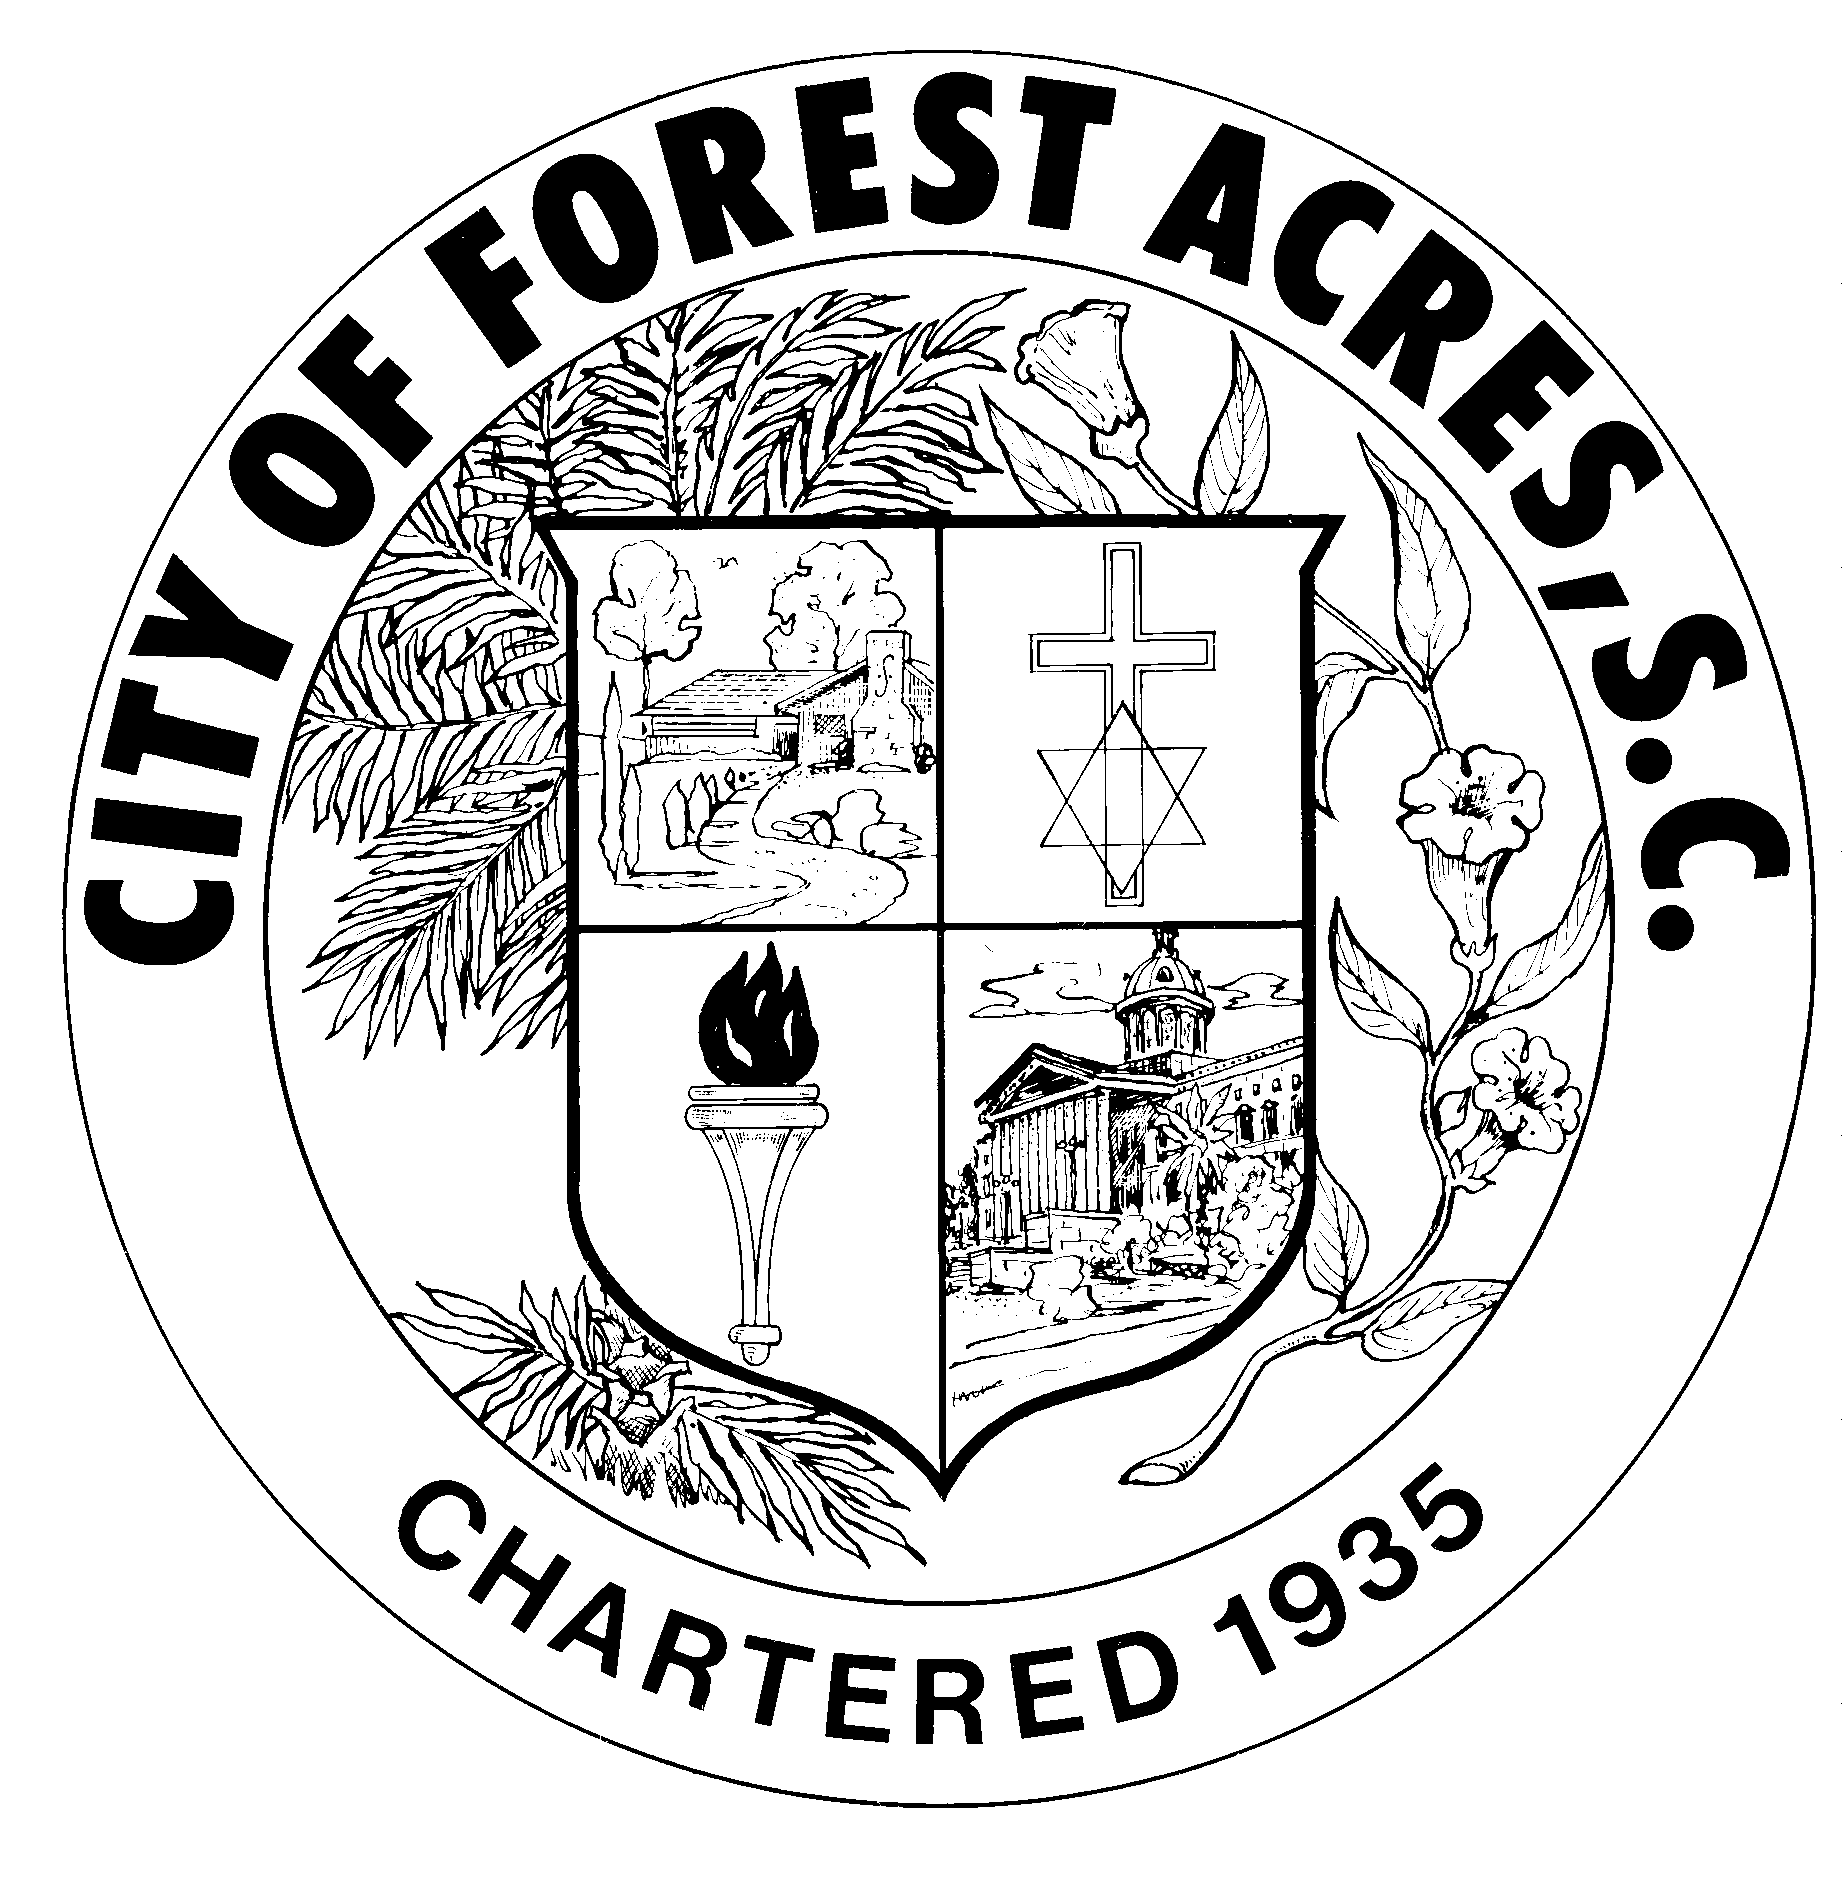 CITY OF FOREST ACRES, S.C.
CHARTERED 1935